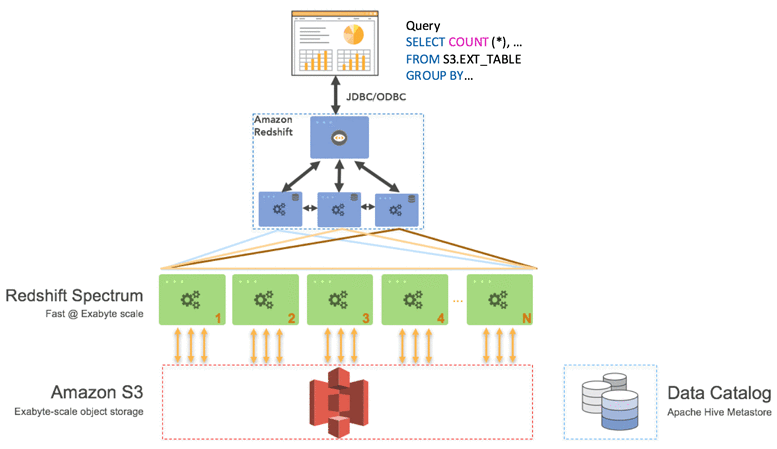 Query
SELECT COUNT (*), ...
FROM S3.EXT_TABLE
GROUP BY...
JDBC/ODBC
Amazon
Redshift
Redshift Spectrum
Fast @ Exabyte scale
1
2
3
4
...
N
Amazon S3
Exabyte-scale object storage
Data Catalog
Apache Hive Metastore